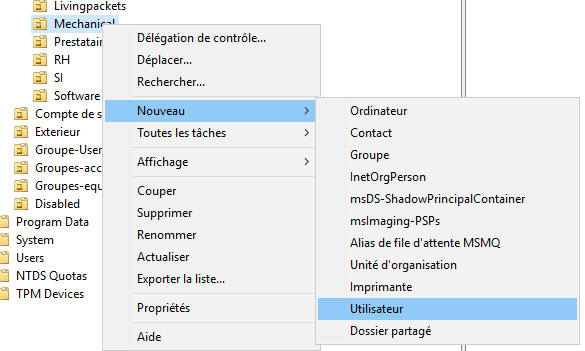 Livingpackets
Mechanical
Prestatair
RH
SI
Software
Compte de s
Exterieur
Groupe-User
Groupes-acc
Groupes-equ
Disabled
Program Data
System
Users
NTDS Quotas
TPM Devices
Délégation de contrôle...
Déplacer...
Rechercher...
Nouveau
Toutes les tâches
Affichage
Couper
Supprimer
Renommer
Actualiser
Exporter la liste...
Propriétés
Aide
Ordinateur
Contact
Groupe
InetOrgPerson
msDS-ShadowPrincipalContainer
msImaging-PSPs
Alias de file d'attente MSMQ
Unité d'organisation
Imprimante
Utilisateur
Dossier partagé